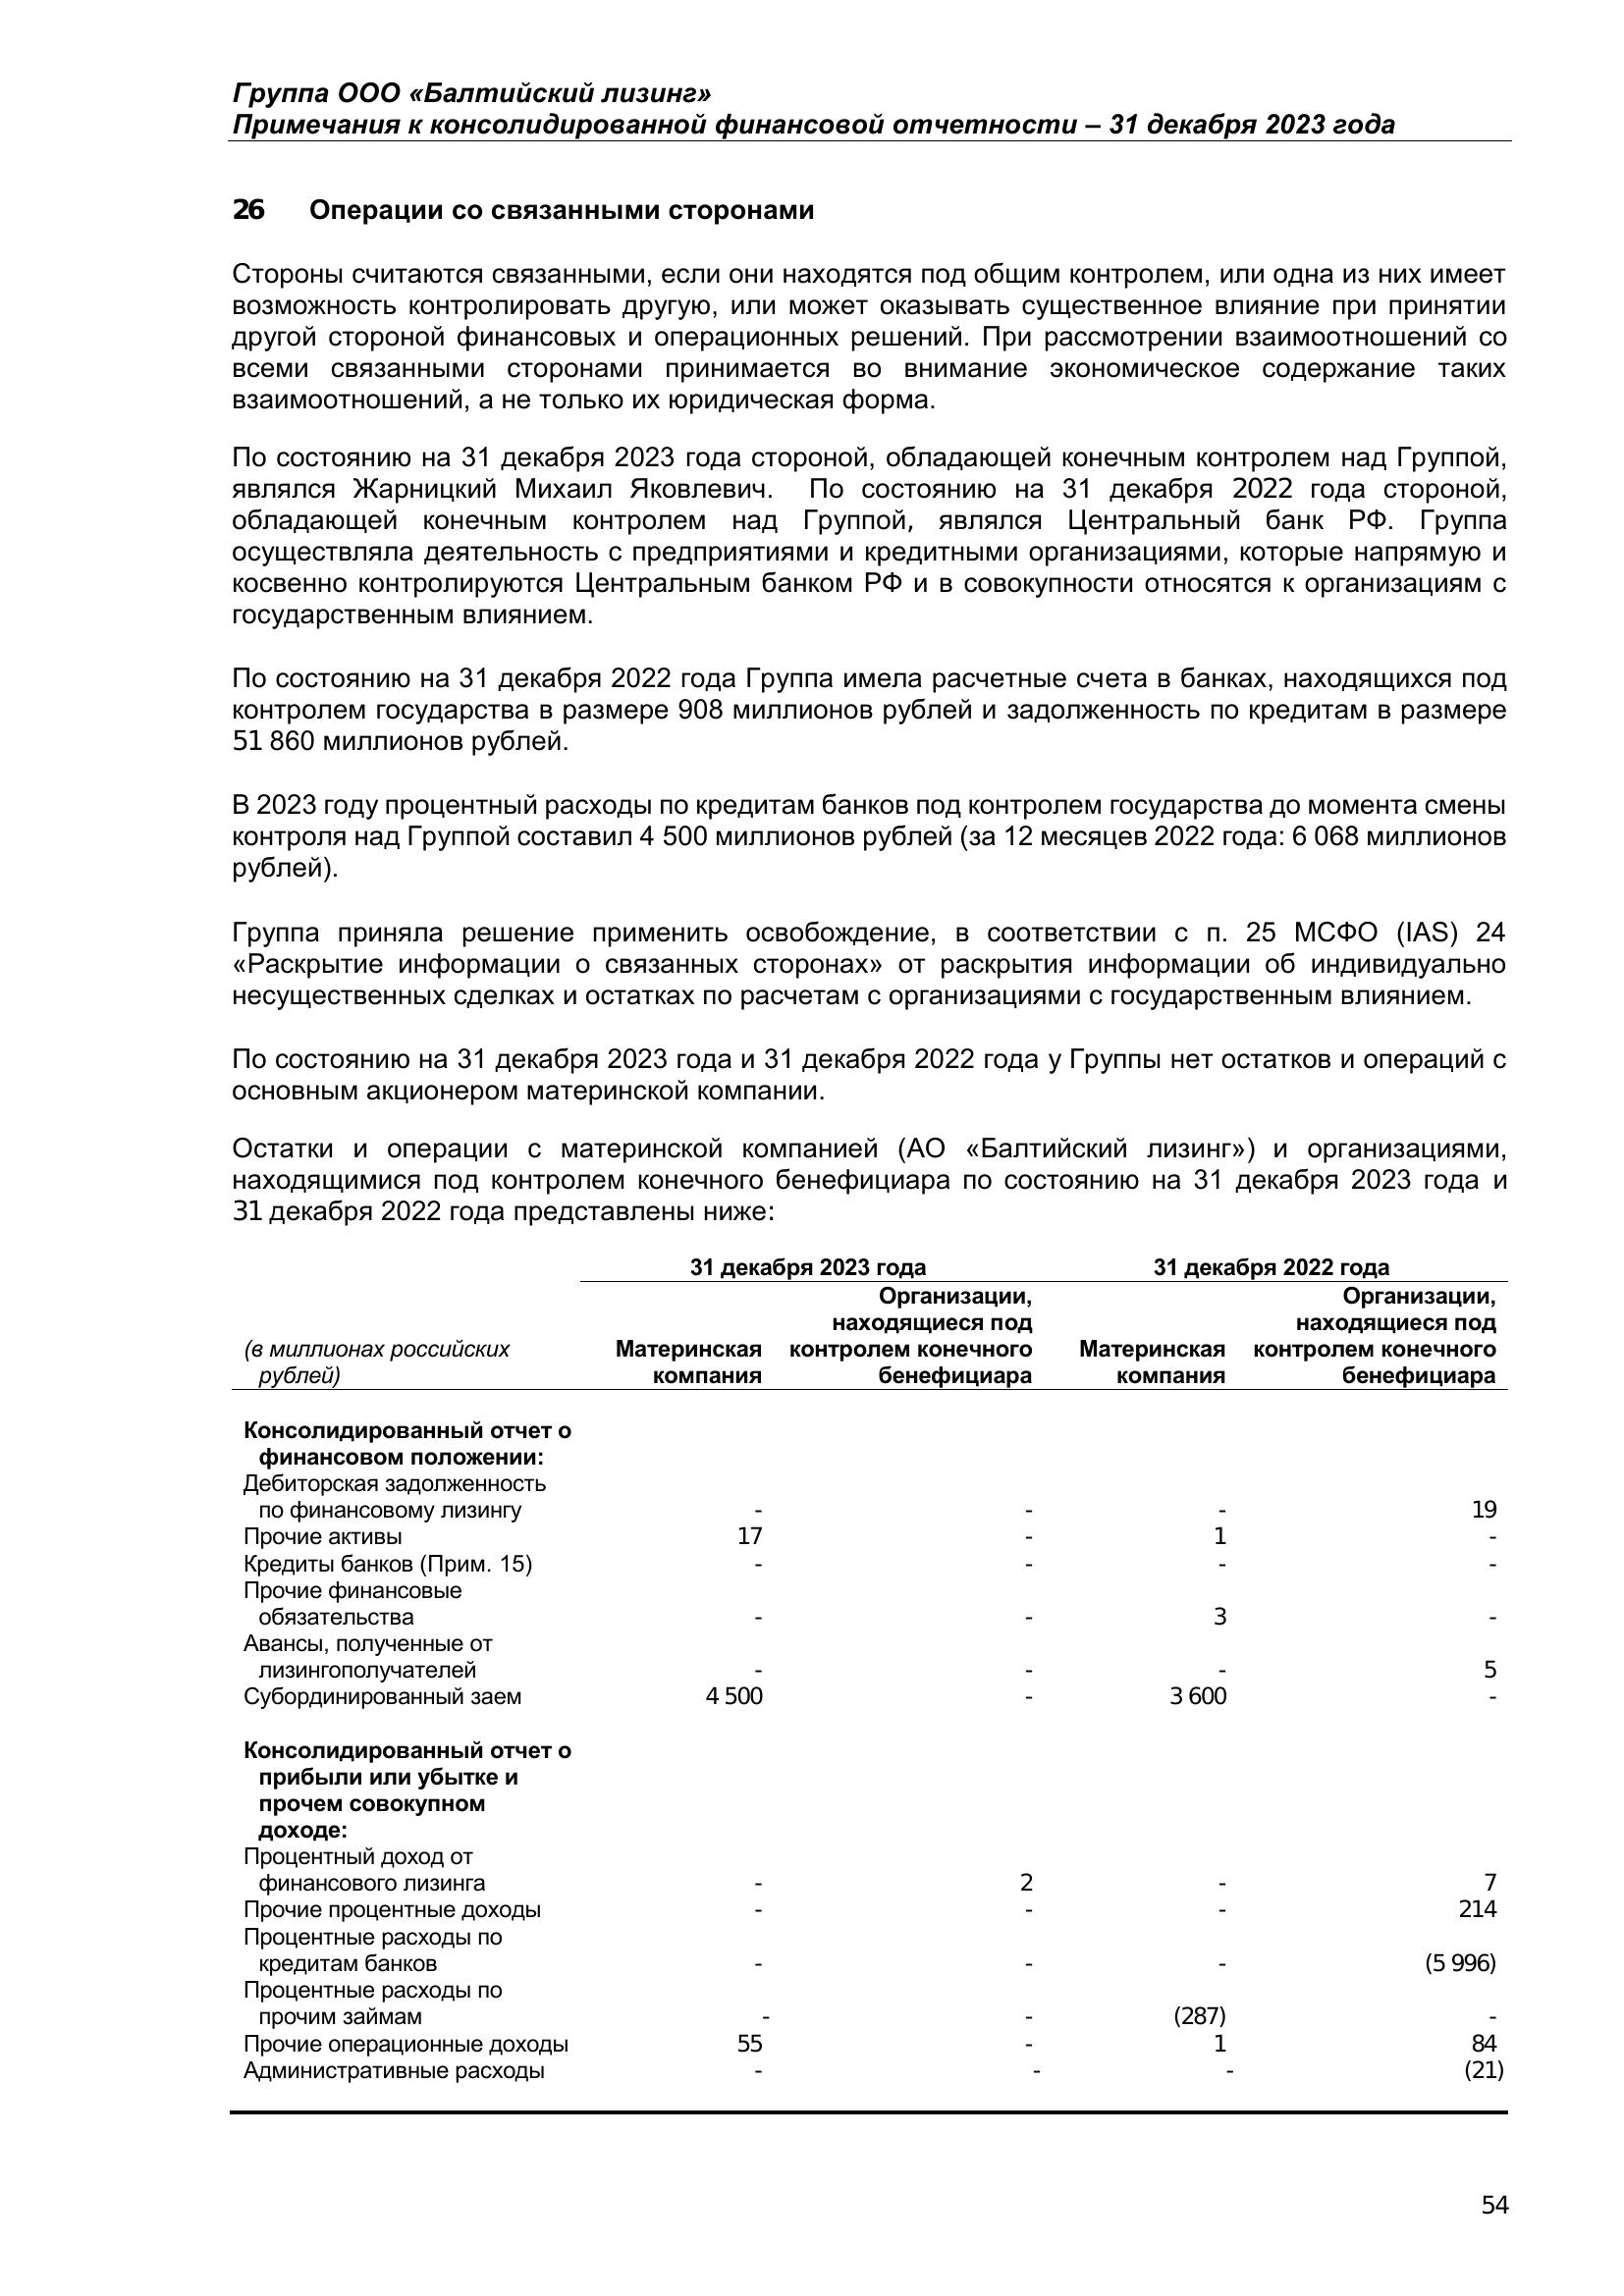 Группа ООО «Балтийский лизинг»
Примечания к консолидированной финансовой отчетности – 31 декабря 2023 года
26 Операции со связанными сторонами
Стороны считаются связанными, если они находятся под общим контролем, или одна из них имеет
возможность контролировать другую, или может оказывать существенное влияние при принятии
другой стороной финансовых и операционных решений. При рассмотрении взаимоотношений со
всеми связанными сторонами принимается во внимание экономическое содержание таких
взаимоотношений, а не только их юридическая форма.
По состоянию на 31 декабря 2023 года стороной, обладающей конечным контролем над Группой,
являлся Жарницкий Михаил Яковлевич. По состоянию на 31 декабря 2022 года стороной,
обладающей конечным контролем над Группой, являлся Центральный банк РФ. Группа
осуществляла деятельность с предприятиями и кредитными организациями, которые напрямую и
косвенно контролируются Центральным банком РФ и в совокупности относятся к организациям с
государственным влиянием.
По состоянию на 31 декабря 2022 года Группа имела расчетные счета в банках, находящихся под
контролем государства в размере 908 миллионов рублей и задолженность по кредитам в размере
51 860 миллионов рублей.
В 2023 году процентный расходы по кредитам банков под контролем государства до момента смены
контроля над Группой составил 4 500 миллионов рублей (за 12 месяцев 2022 года: 6 068 миллионов
рублей).
Группа приняла решение применить освобождение, в соответствии с п. 25 МСФО (IAS) 24
«Раскрытие информации о связанных сторонах» от раскрытия информации об индивидуально
несущественных сделках и остатках по расчетам с организациями с государственным влиянием.
По состоянию на 31 декабря 2023 года и 31 декабря 2022 года у Группы нет остатков и операций с
основным акционером материнской компании.
Остатки и операции с материнской компанией (АО «Балтийский лизинг») и организациями,
находящимися под контролем конечного бенефициара по состоянию на 31 декабря 2023 года и
31 декабря 2022 года представлены ниже:
31 декабря 2023 года 31 декабря 2022 года
Организации, Организации,
находящиеся под находящиеся под
(в миллионах российских Материнская контролем конечного Материнская контролем конечного
рублей) компания бенефициара компания бенефициара
Консолидированный отчет о
финансовом положении:
Дебиторская задолженность
по финансовому лизингу - - - 19
Прочие активы 17 - 1 -
Кредиты банков (Прим. 15) - - - -
Прочие финансовые
обязательства - - 3 -
Авансы, полученные от
лизингополучателей - - - 5
Субординированный заем 4 500 - 3 600 -
Консолидированный отчет о
прибыли или убытке и
прочем совокупном
доходе:
Процентный доход от
финансового лизинга - 2 - 7
Прочие процентные доходы - - - 214
Процентные расходы по
кредитам банков - - - (5 996)
Процентные расходы по
прочим займам - - (287) -
Прочие операционные доходы 55 - 1 84
Административные расходы - - - (21)
54